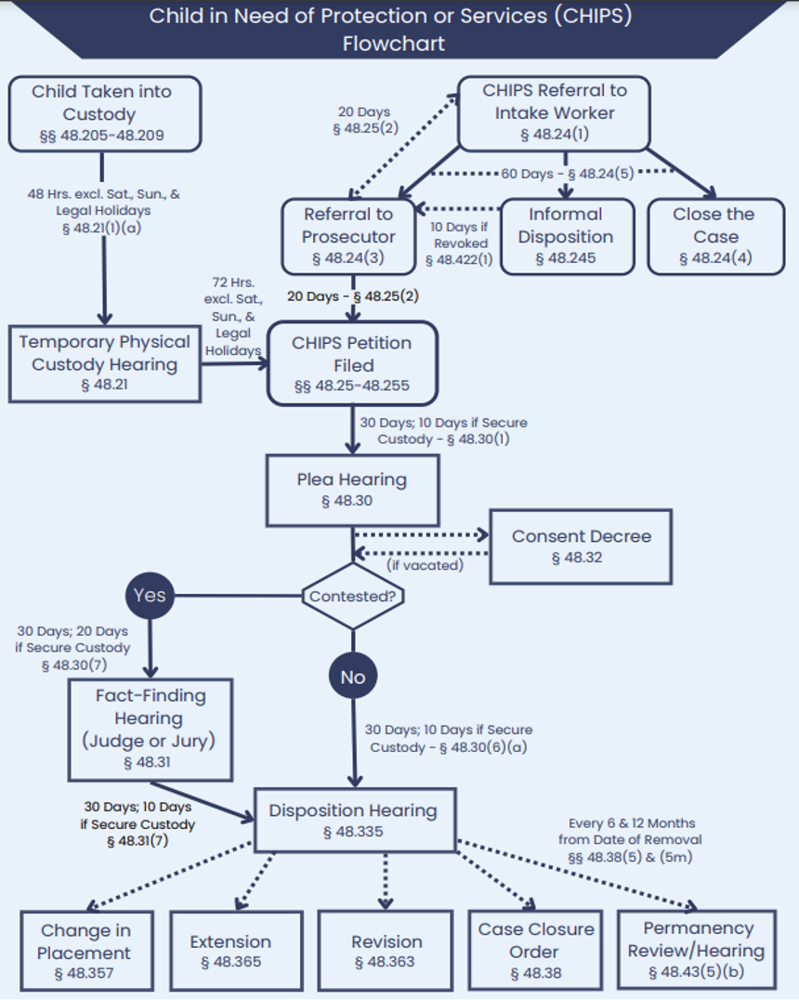 Child in Need of Protection or Services (CHIPS)
Flowchart
Child Taken into
Custody
§§ 48.205-48.209
20 Days
§ 48.25(2)
CHIPS Referral to
Intake Worker
§ 48.24(1)
48 Hrs. excl. Sat., Sun., &
Legal Holidays
§ 48.21(1)(a)
60 Days - § 48.24(5)
Referral to
Prosecutor
§ 48.24(3)
10 Days if
Revoked
§ 48.422(1)
Informal
Disposition
§ 48.245
Close the
Case
§ 48.24(4)
72 Hrs.
excl. Sat.,
Sun., &
Legal
Holidays
20 Days - § 48.25(2)
Temporary Physical
Custody Hearing
§ 48.21
CHIPS Petition
Filed
§§ 48.25-48.255
30 Days; 10 Days if Secure
Custody - § 48.30(1)
Plea Hearing
§ 48.30
Consent Decree
§ 48.32
(if vacated)
Contested?
Yes
30 Days; 20 Days
if Secure Custody
§ 48.30(7)
No
Fact-Finding
Hearing
(Judge or Jury)
§ 48.31
30 Days; 10 Days if Secure
Custody - § 48.30(6)(a)
30 Days; 10 Days
if Secure Custody
§ 48.31(7)
Disposition Hearing
§ 48.335
Every 6 & 12 Months
from Date of Removal
§§ 48.38(5) & (5m)
Change in
Placement
§ 48.357
Extension
§ 48.365
Revision
§ 48.363
Case Closure
Order
§ 48.38
Permanency
Review/Hearing
§ 48.43(5)(b)